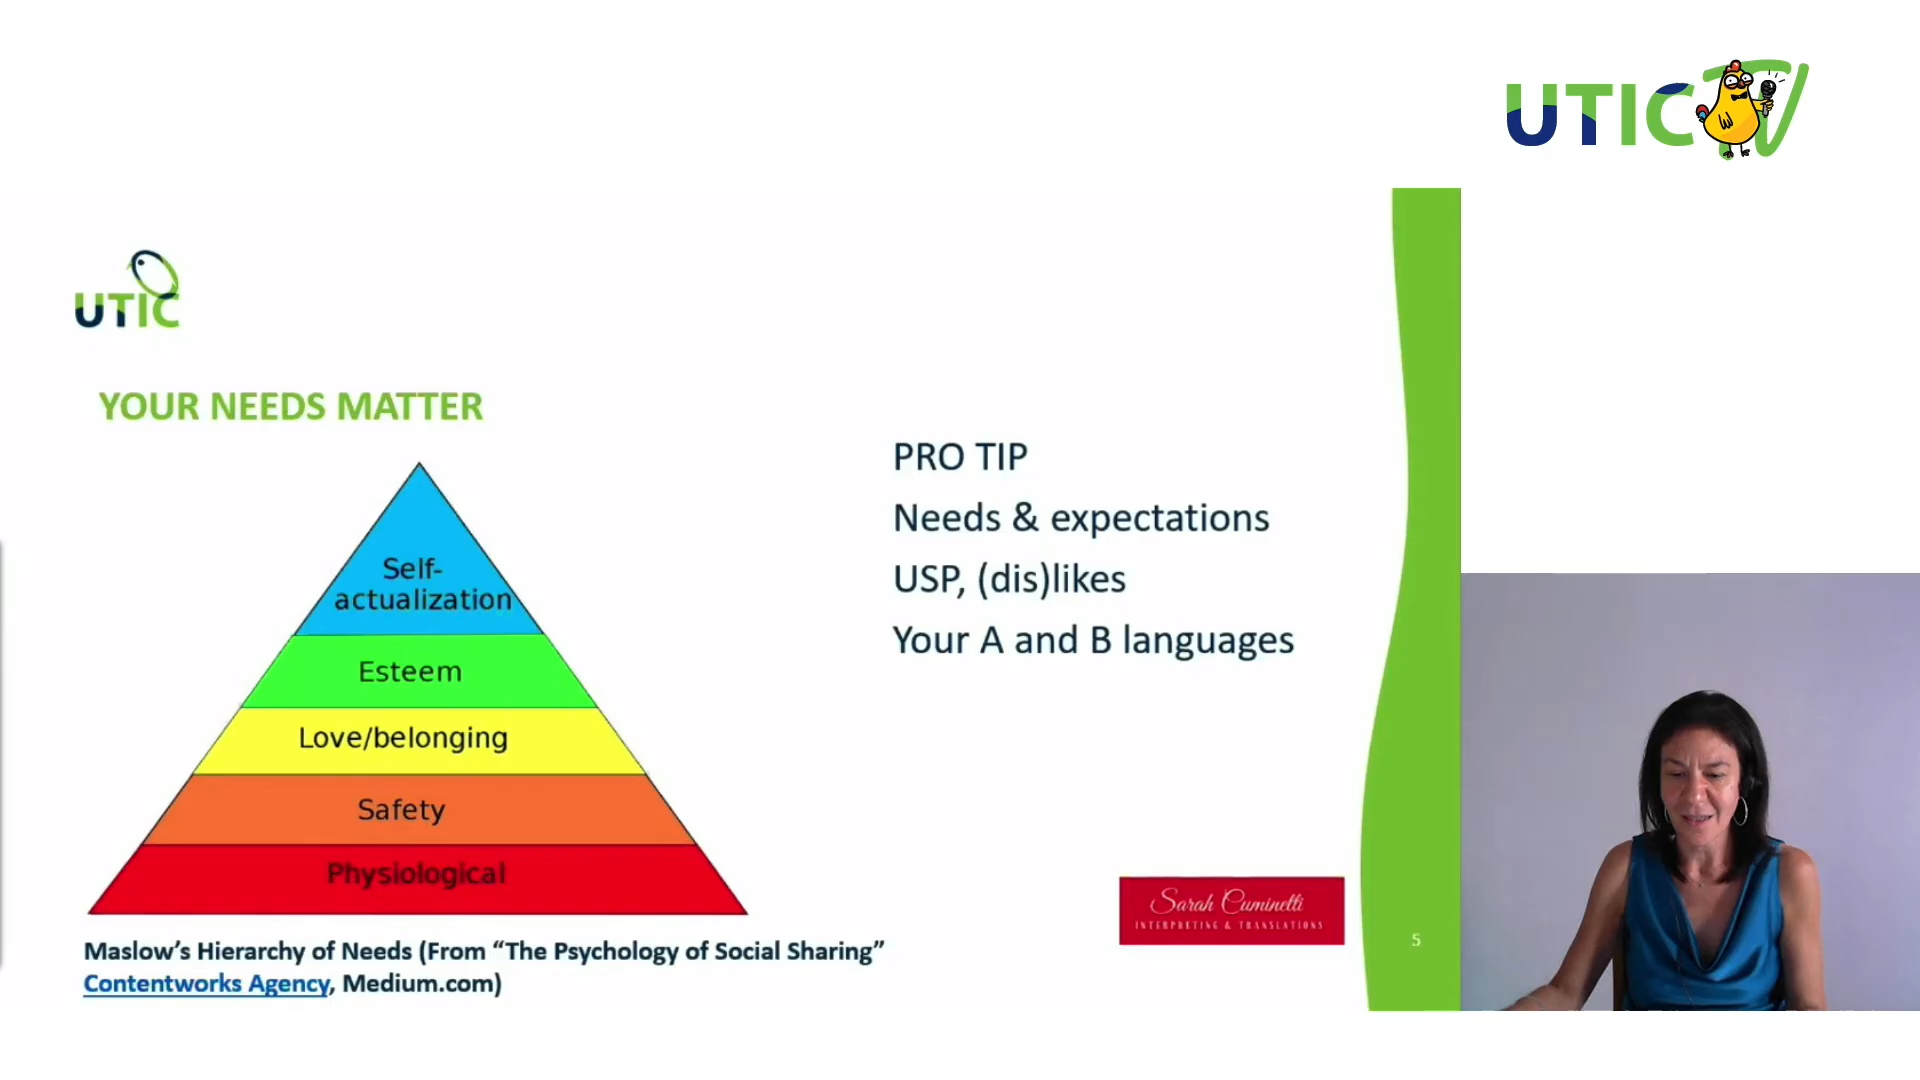 UTIC TV
UTIC
YOUR NEEDS MATTER
Self-
actualization
Esteem
Love/belonging
Safety
Physiological
Maslow’s Hierarchy of Needs (From “The Psychology of Social Sharing”
Contentworks Agency, Medium.com)
PRO TIP
Needs & expectations
USP, (dis)likes
Your A and B languages
Sarah Cuminetti
INTERPRETING & TRANSLATIONS
5